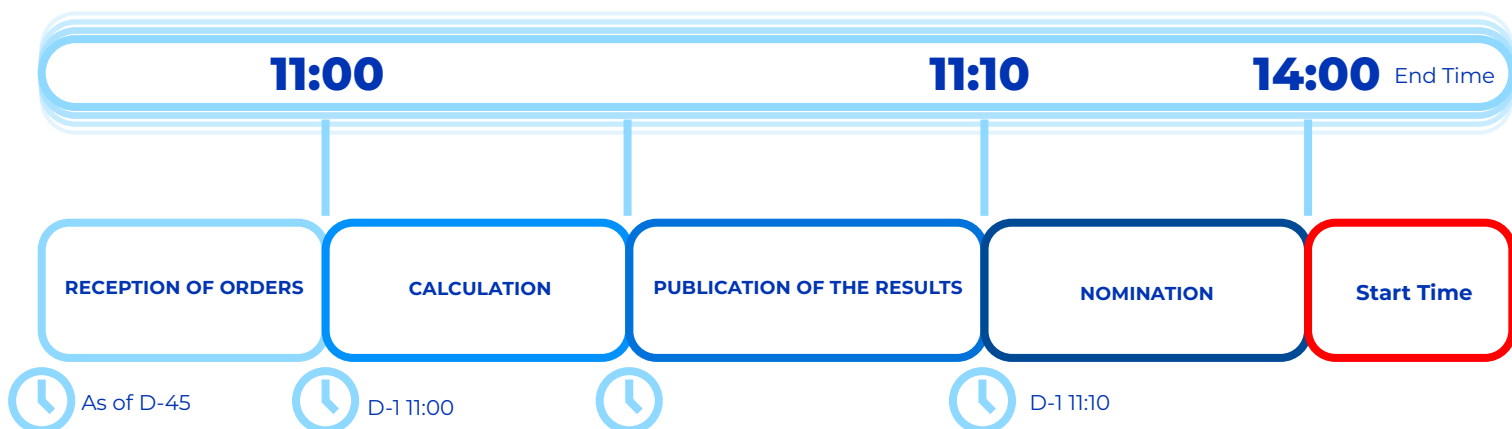 11:00
11:10
14:00 End Time
RECEPTION OF ORDERS
CALCULATION
PUBLICATION OF THE RESULTS
NOMINATION
Start Time
As of D-45
D-1 11:00
D-1 11:10